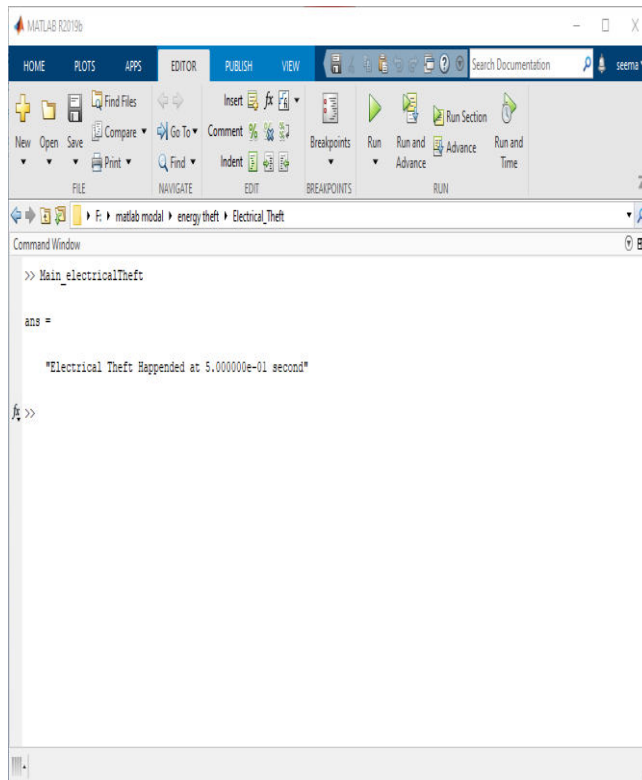 MATLAB R2019b
HOME PLOTS APPS EDITOR PUBLISH VIEW Search Documentation seema
Find Files Insert fx
New Open Save Compare Go To Comment Breakpoints Run Run and Advance Run Section Advance Run and Time
Print Find Indent
FILE NAVIGATE EDIT BREAKPOINTS RUN
F: matlab modal energy theft Electrical_Theft
Command Window
>> Main_electricalTheft
ans =
"Electrical Theft Happended at 5.000000e-01 second"
fx >>